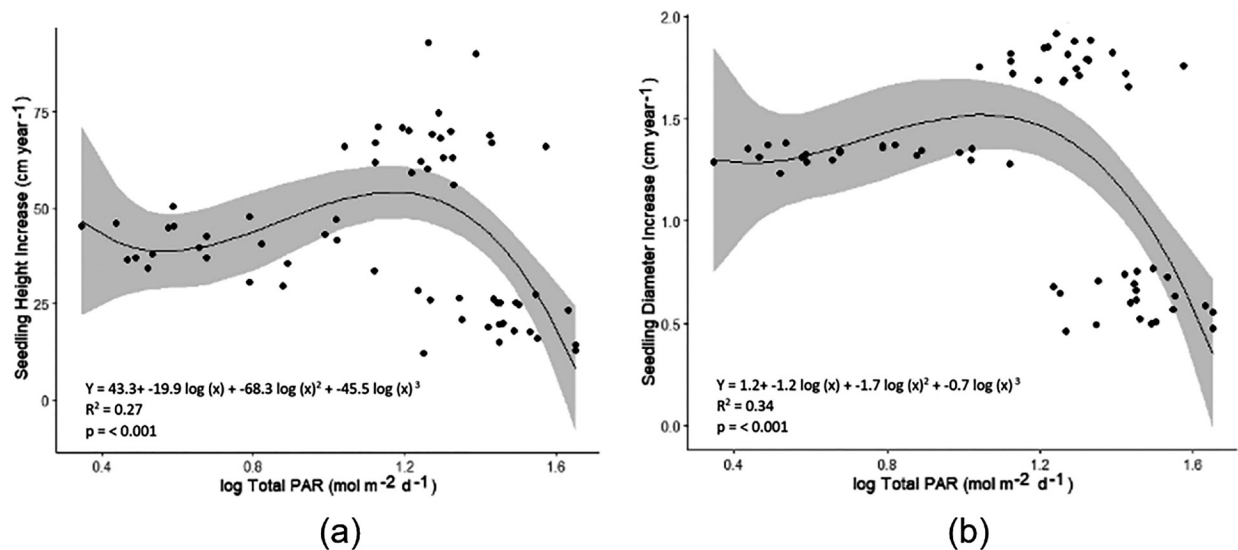 75
50
25
0
Seedling Height Increase (cm year⁻¹)
Y = 43.3+ -19.9 log (x) + -68.3 log (x)² + -45.5 log (x)³
R² = 0.27
p = < 0.001
0.4 0.8 1.2 1.6
log Total PAR (mol m⁻² d⁻¹)
(a)
2.0
1.5
1.0
0.5
0.0
Seedling Diameter Increase (cm year⁻¹)
Y = 1.2+ -1.2 log (x) + -1.7 log (x)² + -0.7 log (x)³
R² = 0.34
p = < 0.001
0.4 0.8 1.2 1.6
log Total PAR (mol m⁻² d⁻¹)
(b)